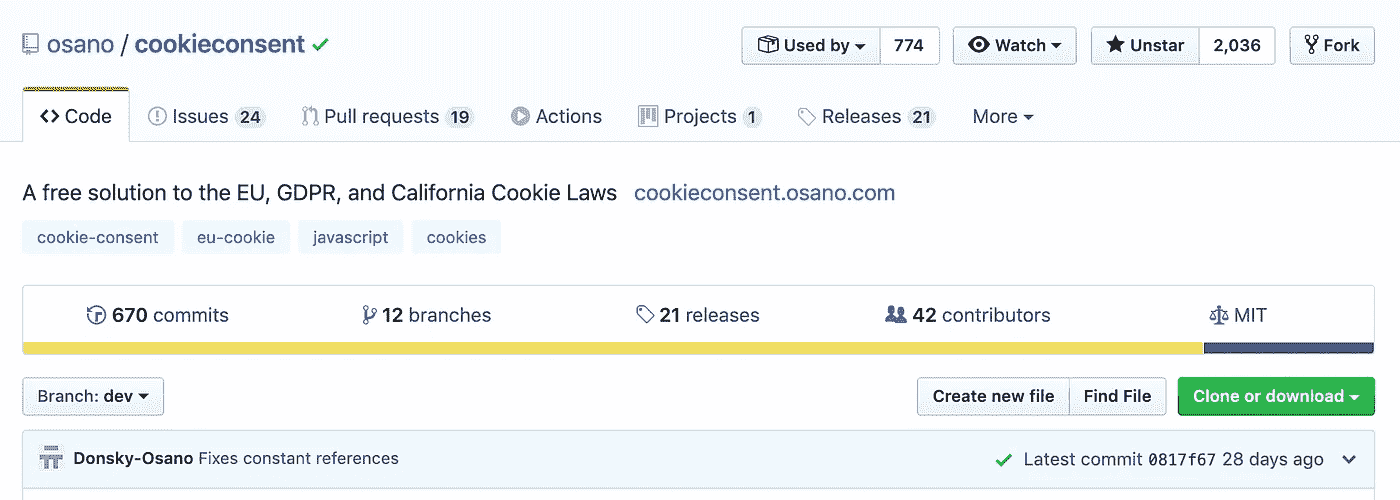 osano / cookieconsent
Used by 774 Watch Unstar 2,036 Fork
Code Issues 24 Pull requests 19 Actions Projects 1 Releases 21 More
A free solution to the EU, GDPR, and California Cookie Laws cookieconsent.osano.com
cookie-consent eu-cookie javascript cookies
670 commits 12 branches 21 releases 42 contributors MIT
Branch: dev Create new file Find File Clone or download
Donsky-Osano Fixes constant references Latest commit 0817f67 28 days ago